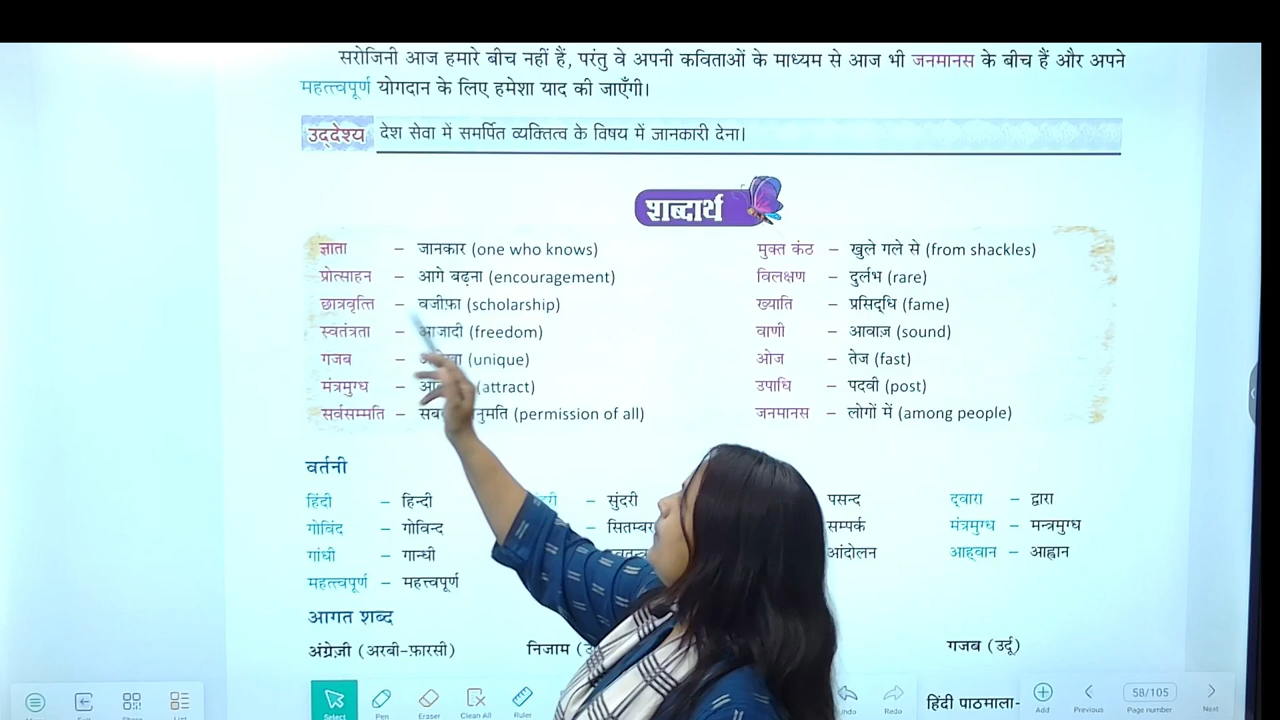 सरोजिनी आज हमारे बीच नहीं हैं, परंतु वे अपनी कविताओं के माध्यम से आज भी जनमानस के बीच हैं और अपने
महत्त्वपूर्ण योगदान के लिए हमेशा याद की जाएँगी।
उद्देश्य देश सेवा में समर्पित व्यक्तित्व के विषय में जानकारी देना।
शब्दार्थ
ज्ञाता – जानकार (one who knows) मुक्त कंठ – खुले गले से (from shackles)
प्रोत्साहन – आगे बढ़ना (encouragement) विलक्षण – दुर्लभ (rare)
छात्रवृत्ति – वजीफ़ा (scholarship) ख्याति – प्रसिद्धि (fame)
स्वतंत्रता – आजादी (freedom) वाणी – आवाज़ (sound)
गजब – (unique) ओज – तेज (fast)
मंत्रमुग्ध – (attract) उपाधि – पदवी (post)
सर्वसम्मति – (permission of all) जनमानस – लोगों में (among people)
वर्तनी
हिंदी – हिन्दी – सुंदरी पसन्द द्वारा – द्वारा
गोविंद – गोविन्द – सितम्बर सम्पर्क मंत्रमुग्ध – मन्त्रमुग्ध
गांधी – गान्धी आंदोलन आह्वान – आह्वान
महत्त्वपूर्ण – महत्त्वपूर्ण
आगत शब्द
अंग्रेज़ी (अरबी-फ़ारसी) निजाम गजब (उर्दू)
Select Pen Eraser Clean All Ruler Redo हिंदी पाठमाला- Add Previous 58/105 Page number Next